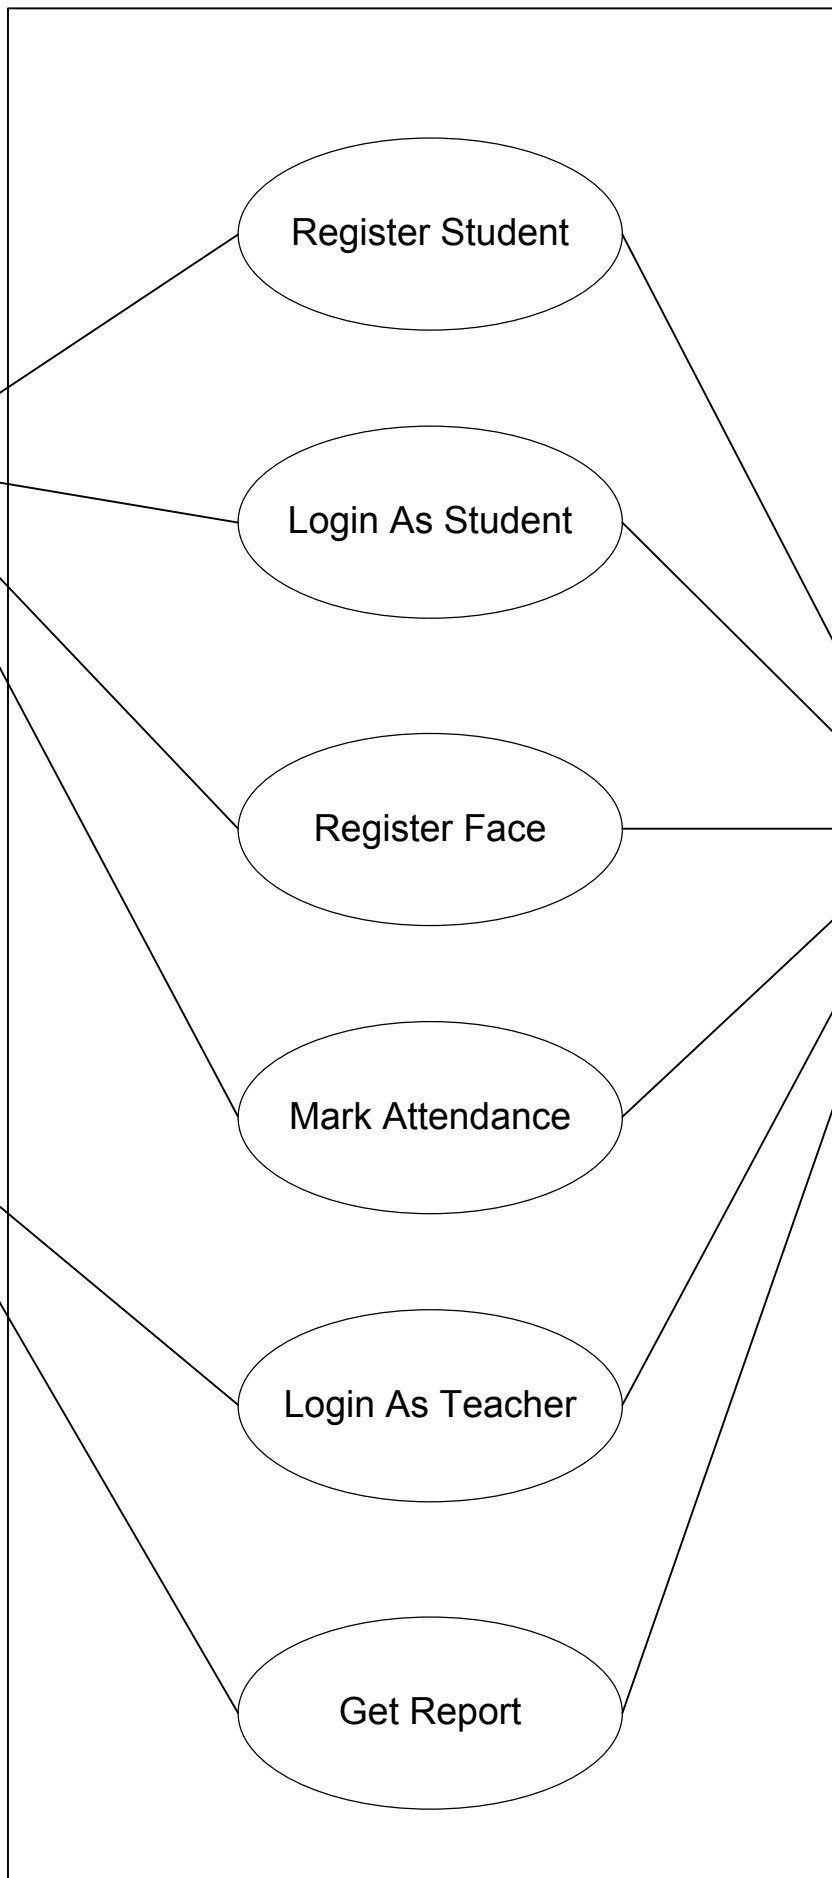 Register Student
Login As Student
Register Face
Mark Attendance
Login As Teacher
Get Report